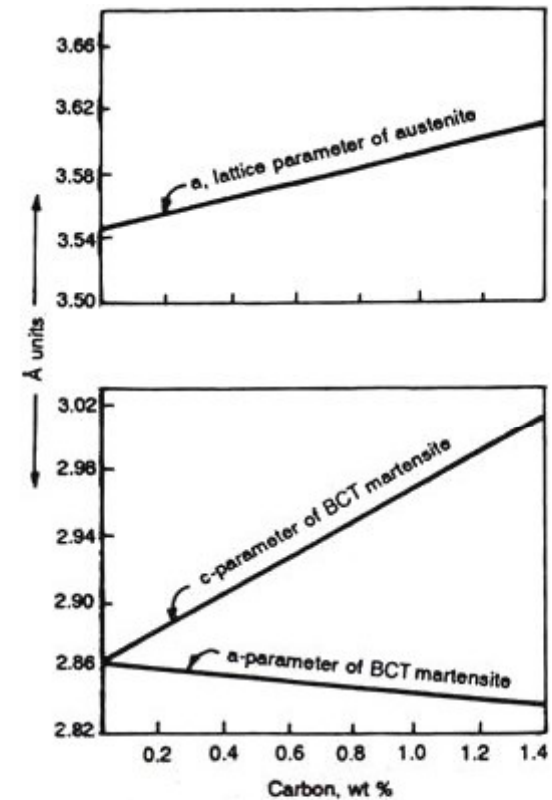 3.66
3.62
a, lattice parameter of austenite
3.58
3.54
3.50
Å units
3.02
2.98
c-parameter of BCT martensite
2.94
2.90
2.86
a-parameter of BCT martensite
2.82
0.2 0.4 0.6 0.8 1.0 1.2 1.4
Carbon, wt %